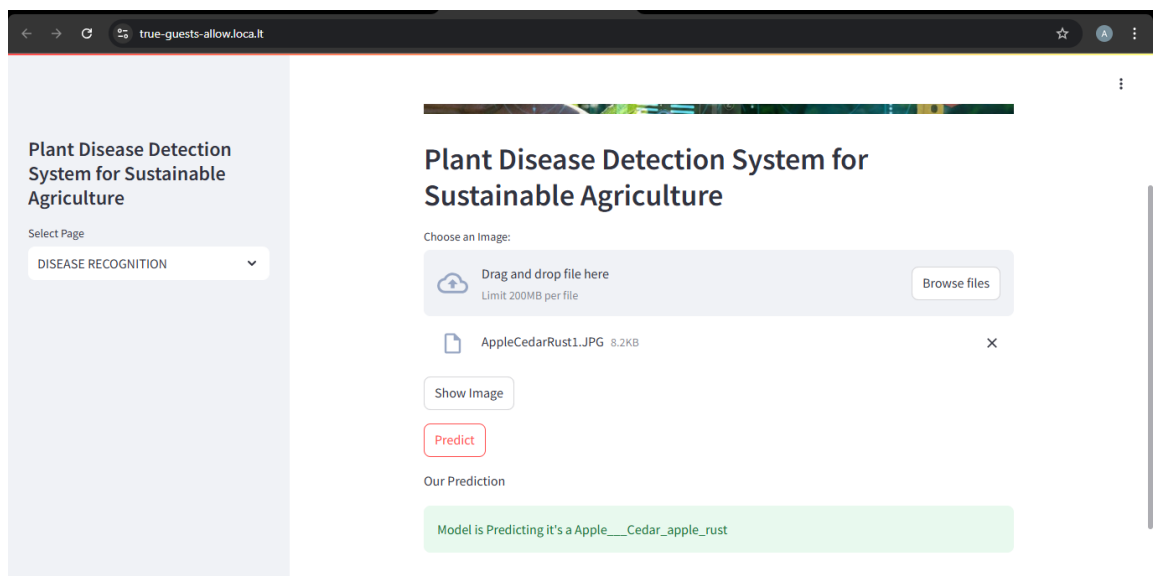 true-guests-allow.loca.lt
A
Plant Disease Detection
System for Sustainable
Agriculture
Select Page
DISEASE RECOGNITION
Plant Disease Detection System for
Sustainable Agriculture
Choose an Image:
Drag and drop file here
Limit 200MB per file
Browse files
AppleCedarRust1.JPG 8.2KB
Show Image
Predict
Our Prediction
Model is Predicting it's a Apple___Cedar_apple_rust